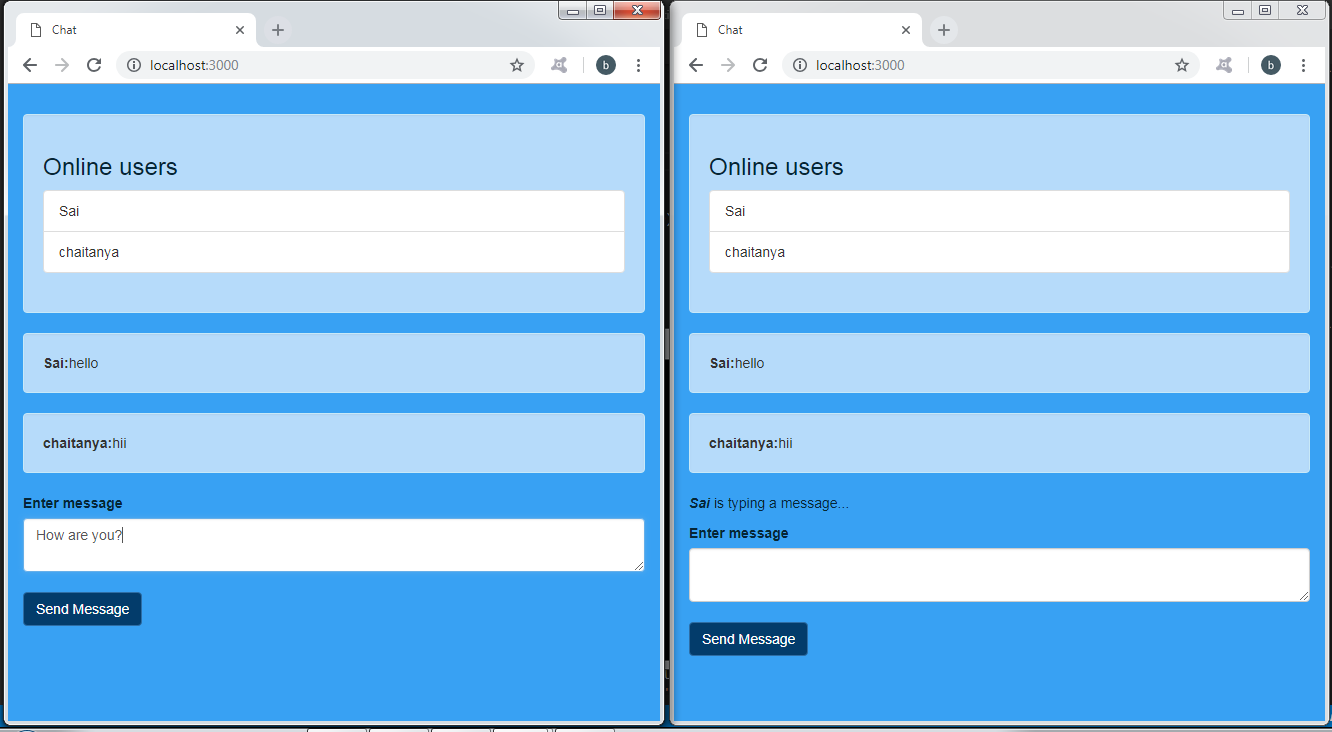 Chat
localhost:3000
b
Online users
Sai
chaitanya
Sai:hello
chaitanya:hii
Enter message
How are you?
Send Message
Chat
localhost:3000
b
Online users
Sai
chaitanya
Sai:hello
chaitanya:hii
Sai is typing a message...
Enter message
Send Message